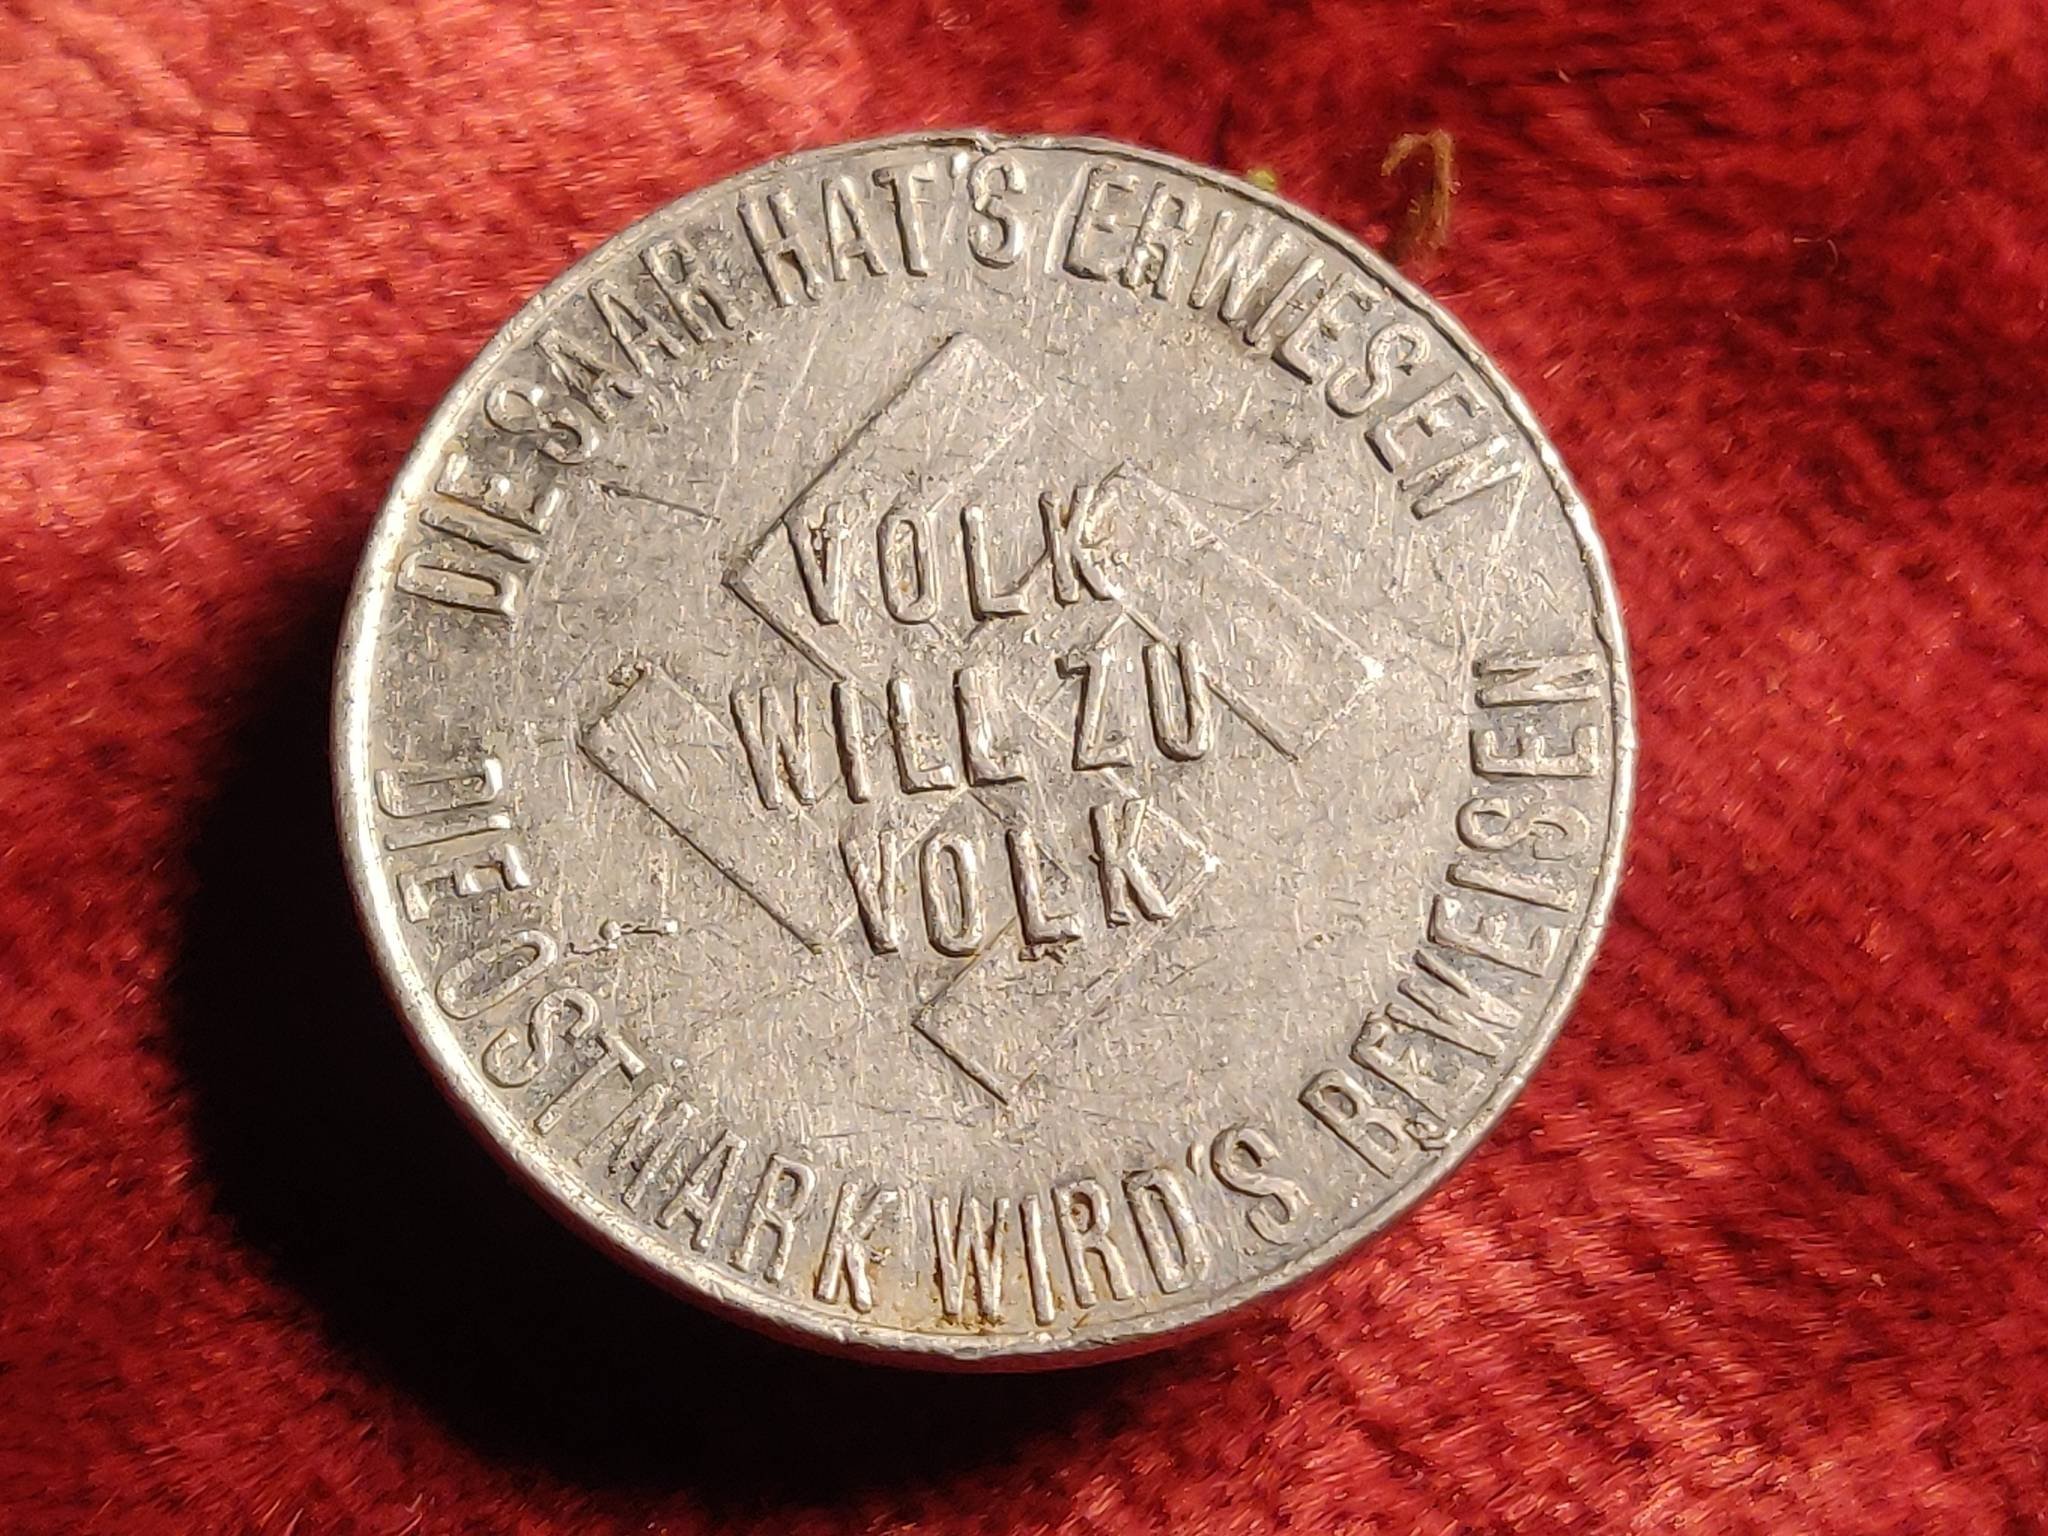 DIE SAAR HAT'S ERWIESEN
VOLK
WILL ZU
VOLK
DIE OSTMARK WIRD'S BEWEISEN